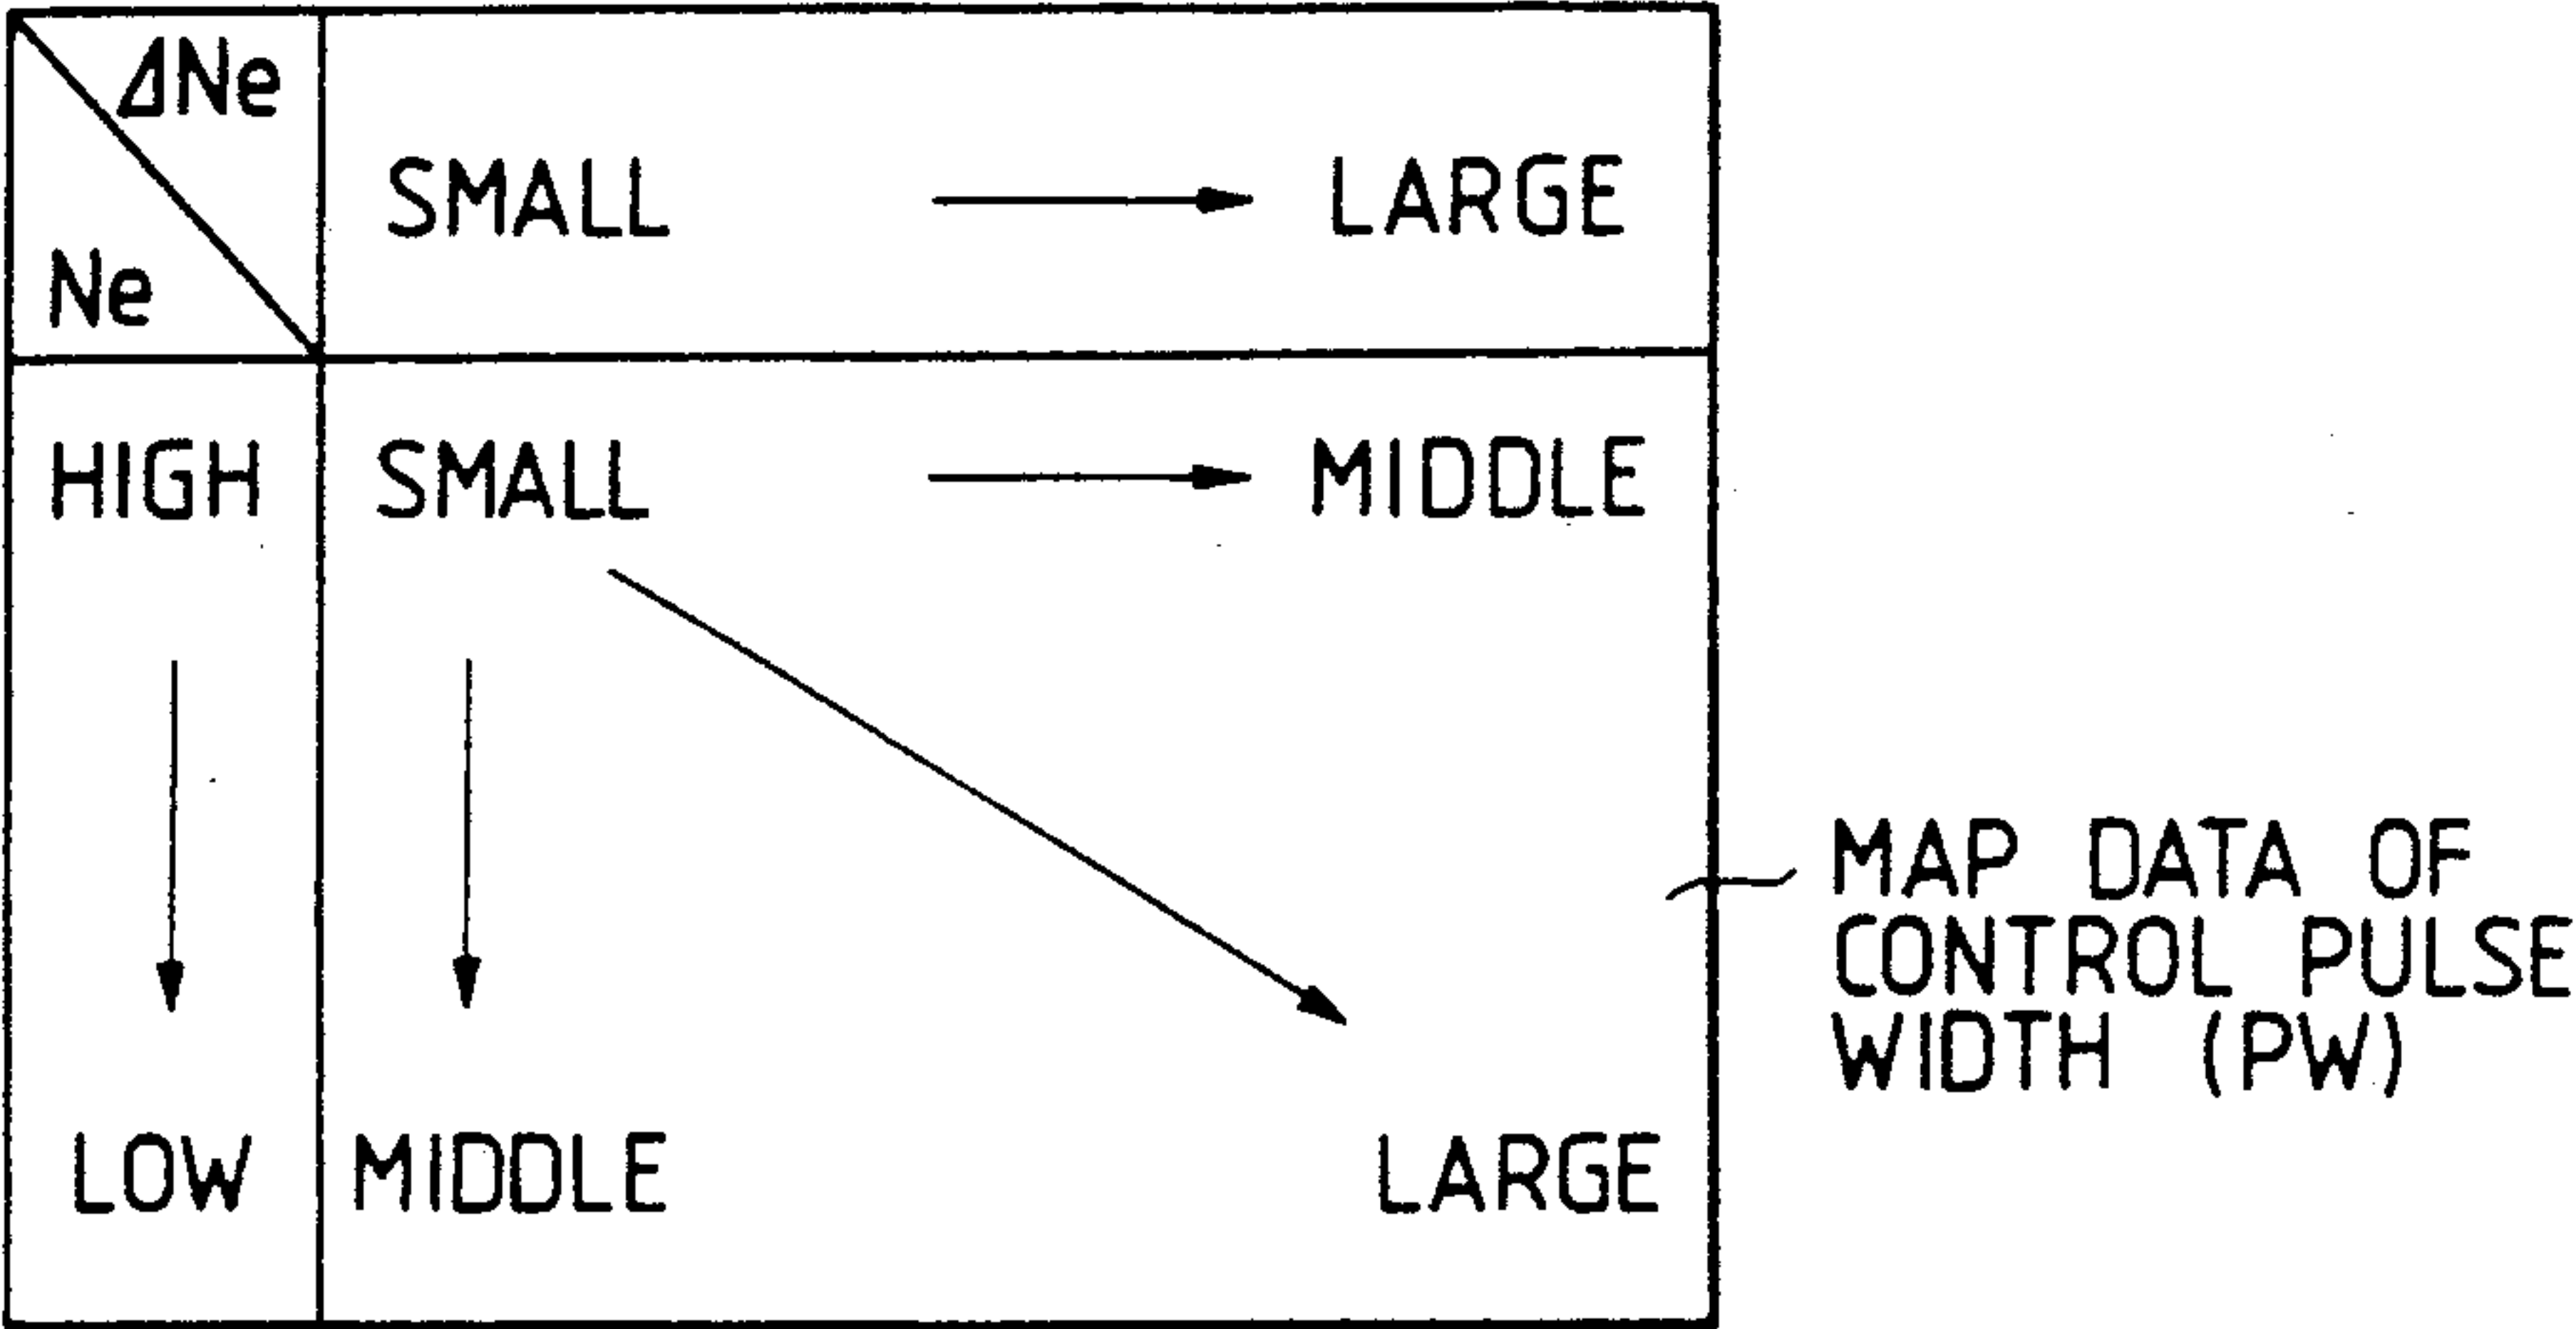 ΔNe
Ne
SMALL LARGE
HIGH SMALL MIDDLE
LOW MIDDLE LARGE
MAP DATA OF
CONTROL PULSE
WIDTH (PW)